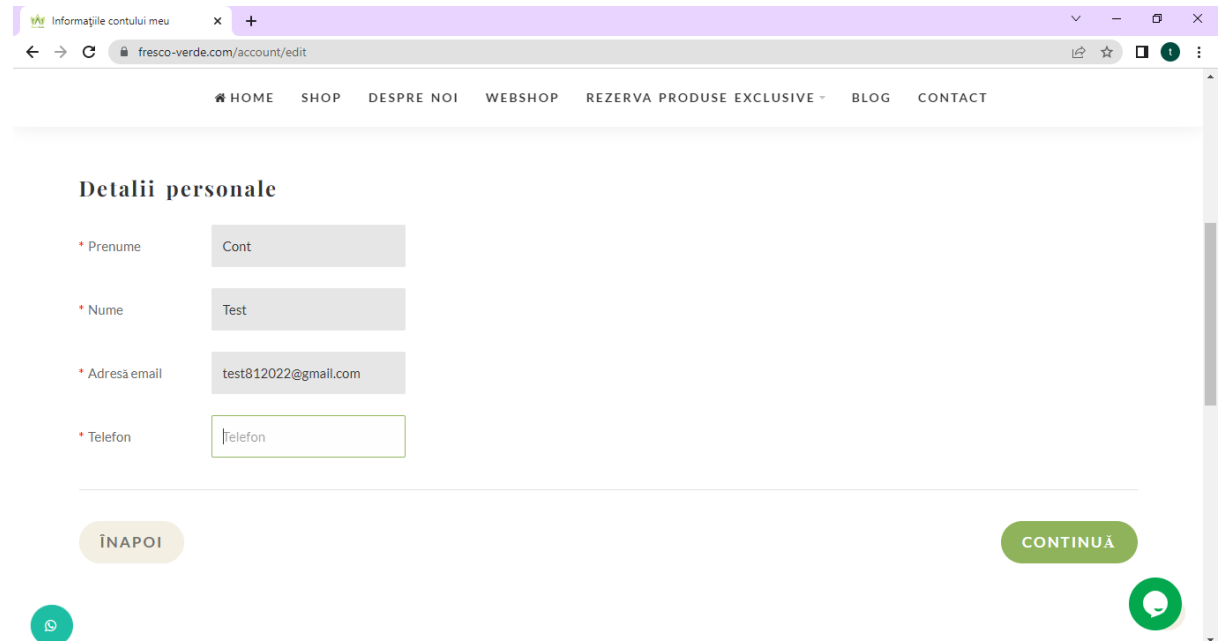 Informațiile contului meu
fresco-verde.com/account/edit
t
HOME SHOP DESPRE NOI WEBSHOP REZERVA PRODUSE EXCLUSIVE BLOG CONTACT
Detalii personale
* Prenume Cont
* Nume Test
* Adresă email test812022@gmail.com
* Telefon Telefon
ÎNAPOI CONTINUĂ